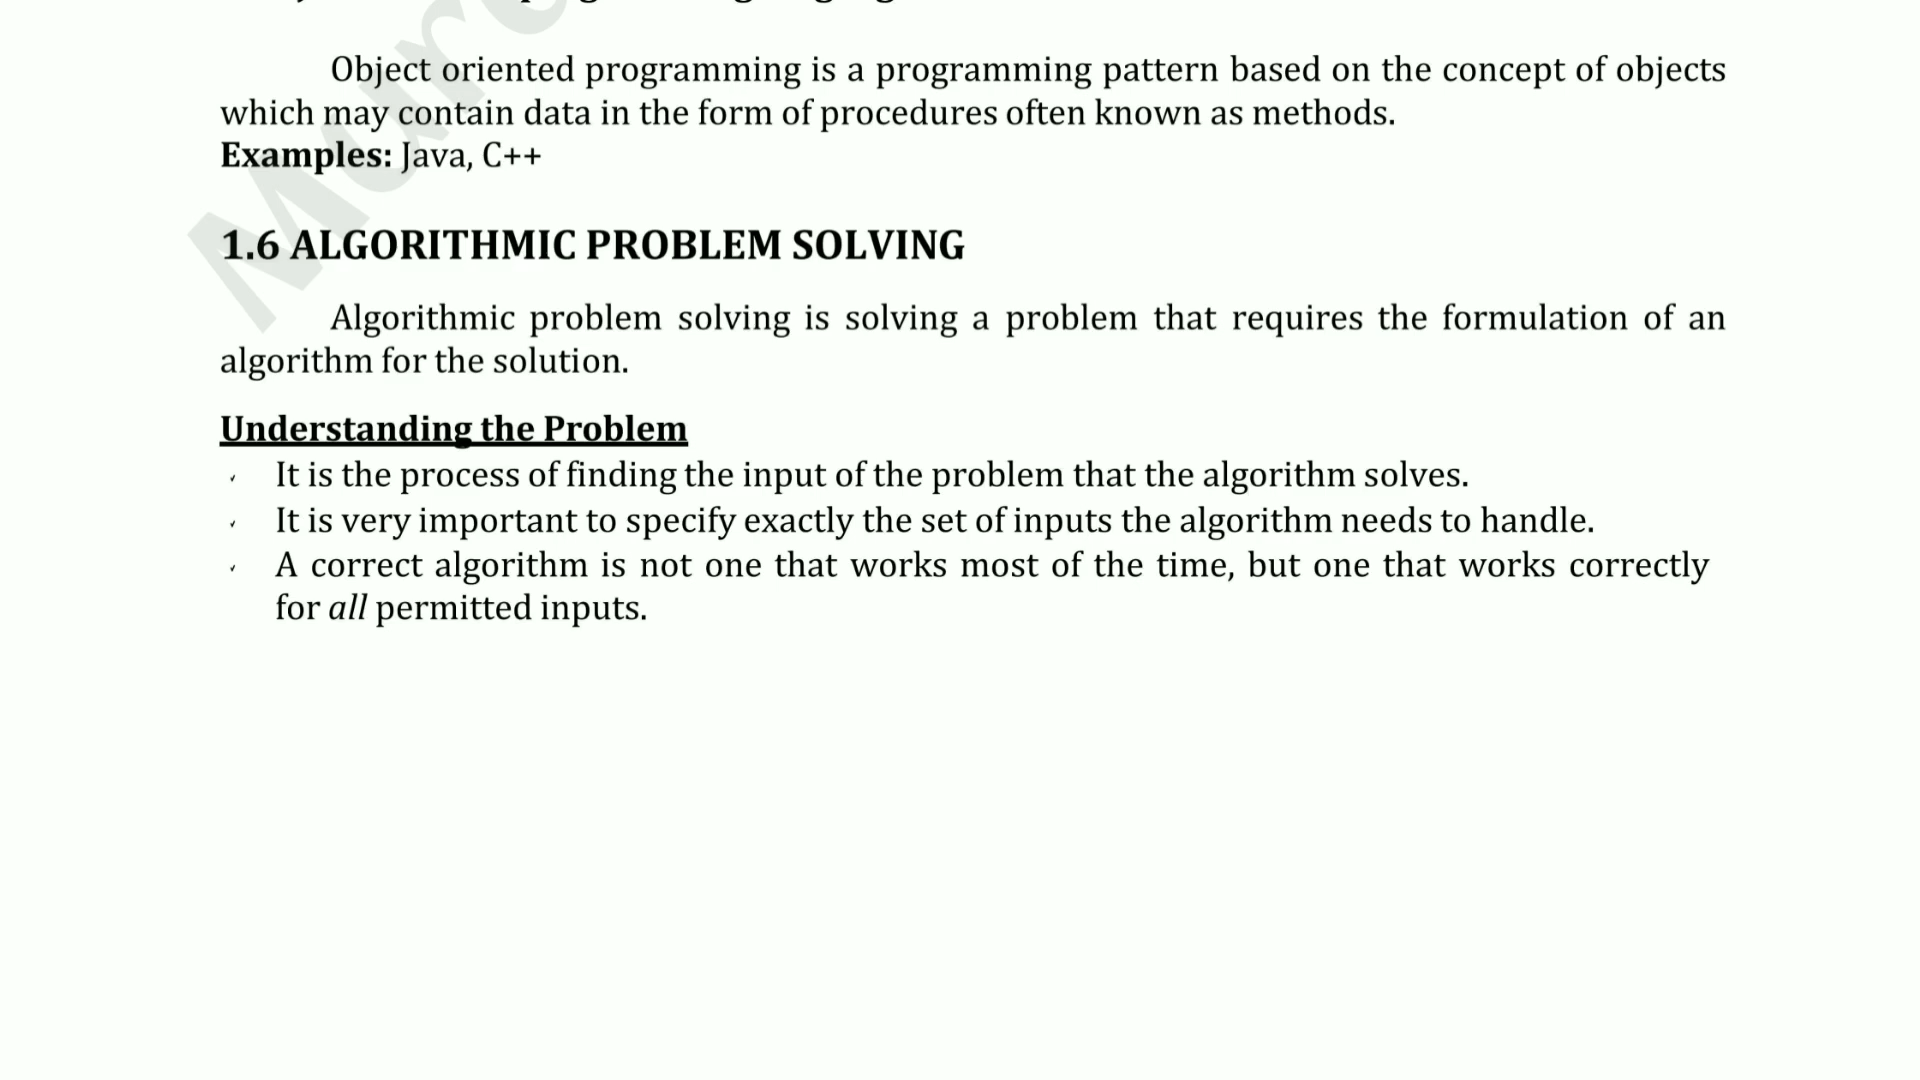 Object oriented programming is a programming pattern based on the concept of objects
which may contain data in the form of procedures often known as methods.
Examples: Java, C++
1.6 ALGORITHMIC PROBLEM SOLVING
Algorithmic problem solving is solving a problem that requires the formulation of an
algorithm for the solution.
Understanding the Problem
✓ It is the process of finding the input of the problem that the algorithm solves.
✓ It is very important to specify exactly the set of inputs the algorithm needs to handle.
✓ A correct algorithm is not one that works most of the time, but one that works correctly
for all permitted inputs.